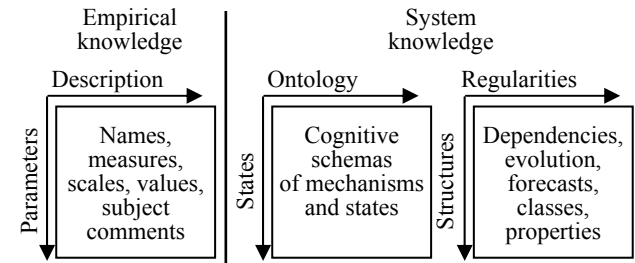 Empirical
knowledge
System
knowledge
Description
Parameters
Names,
measures,
scales, values,
subject
comments
Ontology
States
Cognitive
schemas
of mechanisms
and states
Regularities
Structures
Dependencies,
evolution,
forecasts,
classes,
properties